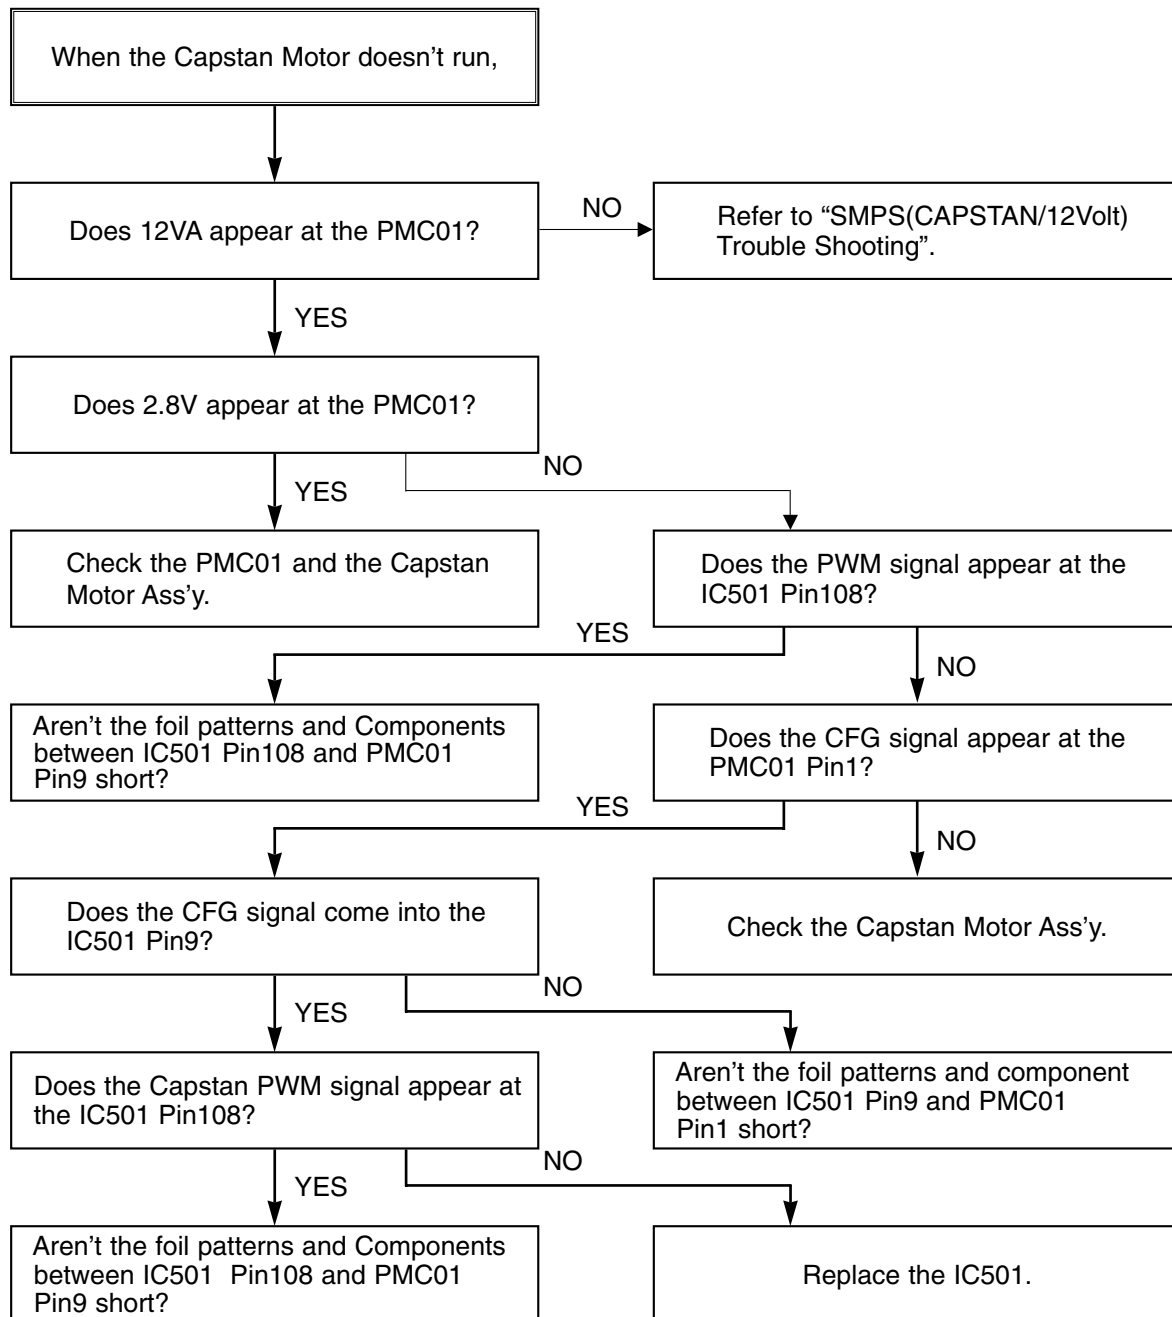 When the Capstan Motor doesn't run,
Does 12VA appear at the PMC01?
NO
Refer to “SMPS(CAPSTAN/12Volt)
Trouble Shooting”.
YES
Does 2.8V appear at the PMC01?
NO
YES
Check the PMC01 and the Capstan
Motor Ass'y.
Does the PWM signal appear at the
IC501 Pin108?
YES
NO
Aren't the foil patterns and Components
between IC501 Pin108 and PMC01
Pin9 short?
Does the CFG signal appear at the
PMC01 Pin1?
YES
NO
Does the CFG signal come into the
IC501 Pin9?
Check the Capstan Motor Ass'y.
NO
YES
Does the Capstan PWM signal appear at
the IC501 Pin108?
Aren't the foil patterns and component
between IC501 Pin9 and PMC01
Pin1 short?
NO
YES
Aren't the foil patterns and Components
between IC501 Pin108 and PMC01
Pin9 short?
Replace the IC501.